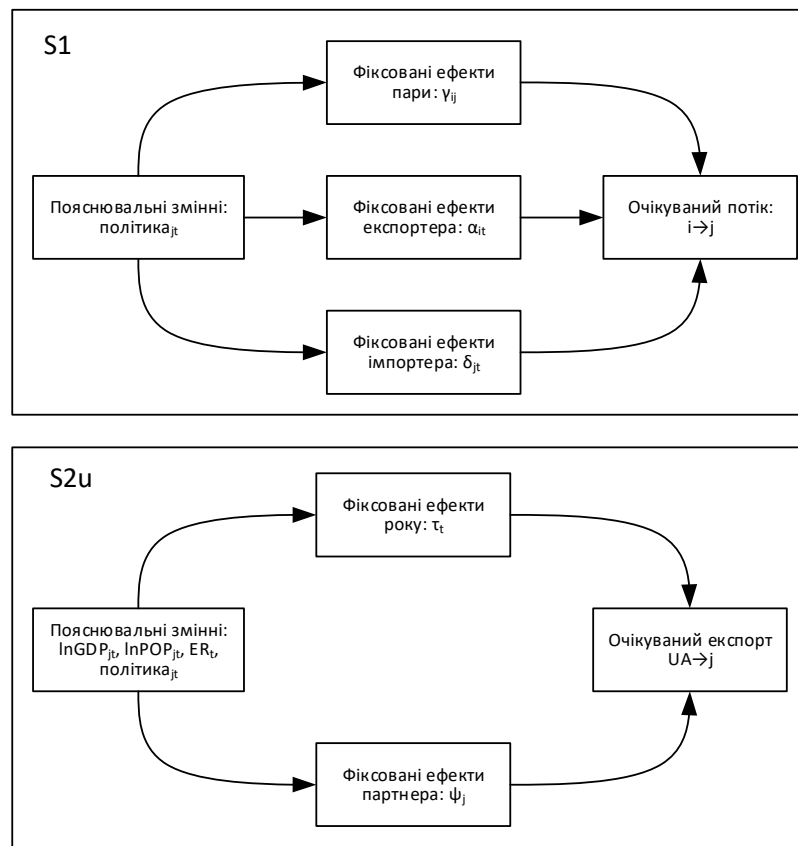 S1
Фіксовані ефекти
пари: γij
Пояснювальні змінні:
політикаjt
Фіксовані ефекти
експортера: αit
Очікуваний потік:
i→j
Фіксовані ефекти
імпортера: δjt
S2u
Фіксовані ефекти
року: τt
Пояснювальні змінні:
lnGDPjt, lnPOPjt, ERt,
політикаjt
Очікуваний експорт
UA→j
Фіксовані ефекти
партнера: ψj